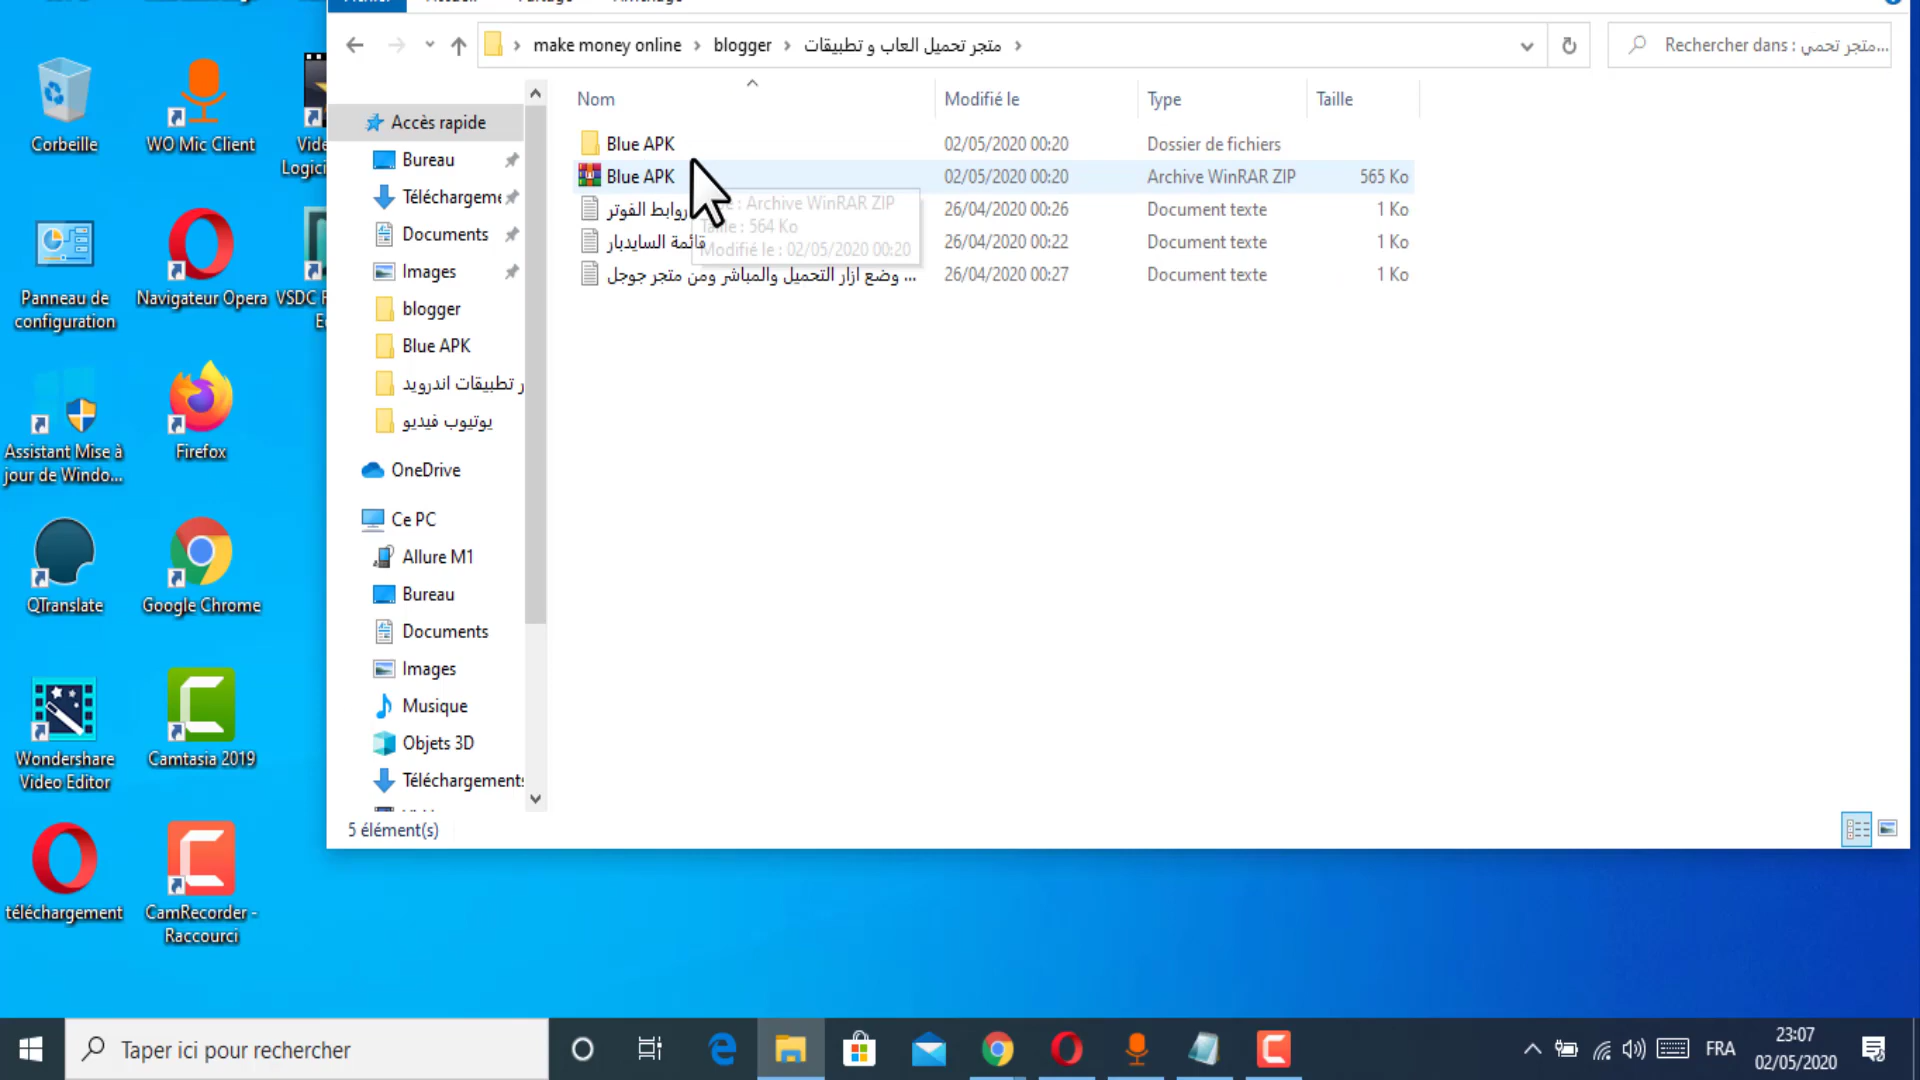 make money online
blogger
متجر تحميل العاب و تطبيقات
Rechercher dans : متجر تحمي...
Nom
Modifié le
Type
Taille
Blue APK
02/05/2020 00:20
Dossier de fichiers
Blue APK
02/05/2020 00:20
Archive WinRAR ZIP
565 Ko
روابط الفوتر
26/04/2020 00:26
Document texte
1 Ko
قائمة السايدبار
26/04/2020 00:22
Document texte
1 Ko
وضع ازار التحميل والمباشر ومن متجر جوجل ...
26/04/2020 00:27
Document texte
1 Ko
: Archive WinRAR ZIP
Taille : 564 Ko
Modifié le : 02/05/2020 00:20
Accès rapide
Bureau
Téléchargeme
Documents
Images
blogger
Blue APK
ر تطبيقات اندرويد
يوتيوب فيديو
OneDrive
Ce PC
Allure M1
Bureau
Documents
Images
Musique
Objets 3D
Téléchargements
5 élément(s)
Corbeille
WO Mic Client
Vidé
Logicie
Panneau de
configuration
Navigateur Opera
VSDC F
Ec
Assistant Mise à
jour de Windo...
Firefox
QTranslate
Google Chrome
Wondershare
Video Editor
Camtasia 2019
téléchargement
CamRecorder -
Raccourci
Taper ici pour rechercher
FRA
23:07
02/05/2020